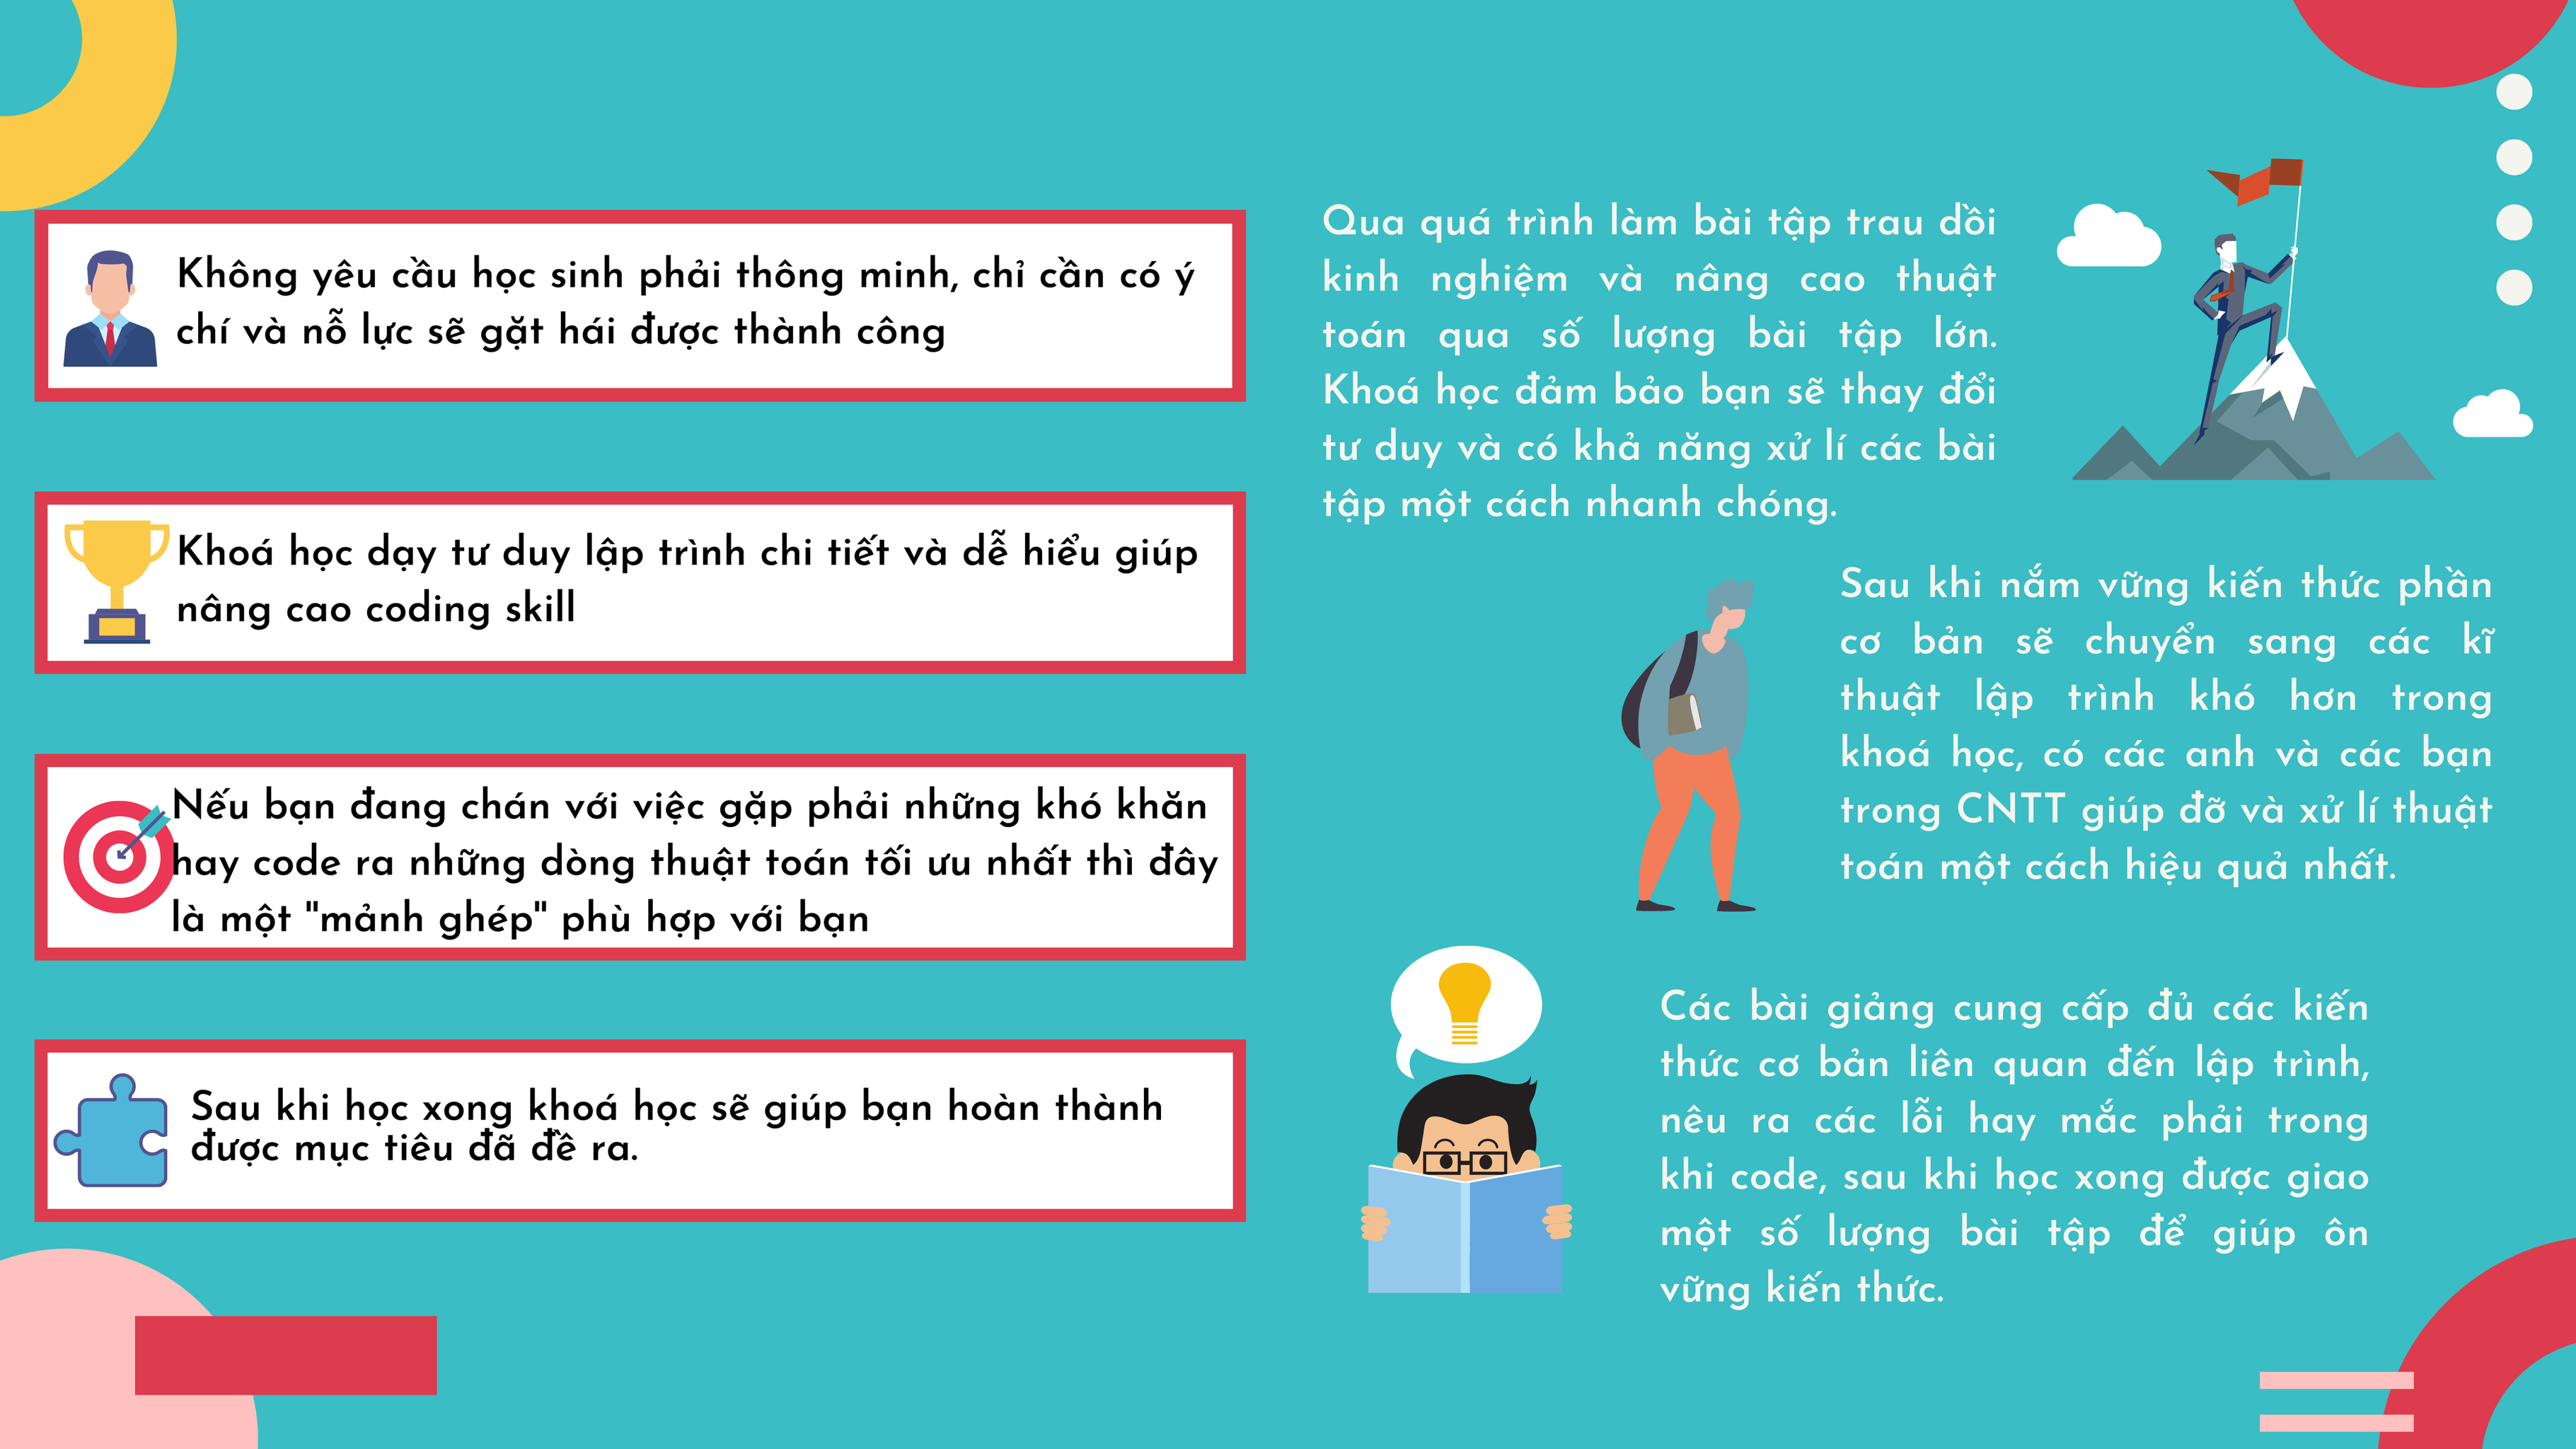 Không yêu cầu học sinh phải thông minh, chỉ cần có ý
chí và nỗ lực sẽ gặt hái được thành công
Khoá học dạy tư duy lập trình chi tiết và dễ hiểu giúp
nâng cao coding skill
Nếu bạn đang chán với việc gặp phải những khó khăn
hay code ra những dòng thuật toán tối ưu nhất thì đây
là một "mảnh ghép" phù hợp với bạn
Sau khi học xong khoá học sẽ giúp bạn hoàn thành
được mục tiêu đã đề ra.
Qua quá trình làm bài tập trau dồi
kinh nghiệm và nâng cao thuật
toán qua số lượng bài tập lớn.
Khoá học đảm bảo bạn sẽ thay đổi
tư duy và có khả năng xử lí các bài
tập một cách nhanh chóng.
Sau khi nắm vững kiến thức phần
cơ bản sẽ chuyển sang các kĩ
thuật lập trình khó hơn trong
khoá học, có các anh và các bạn
trong CNTT giúp đỡ và xử lí thuật
toán một cách hiệu quả nhất.
Các bài giảng cung cấp đủ các kiến
thức cơ bản liên quan đến lập trình,
nêu ra các lỗi hay mắc phải trong
khi code, sau khi học xong được giao
một số lượng bài tập để giúp ôn
vững kiến thức.